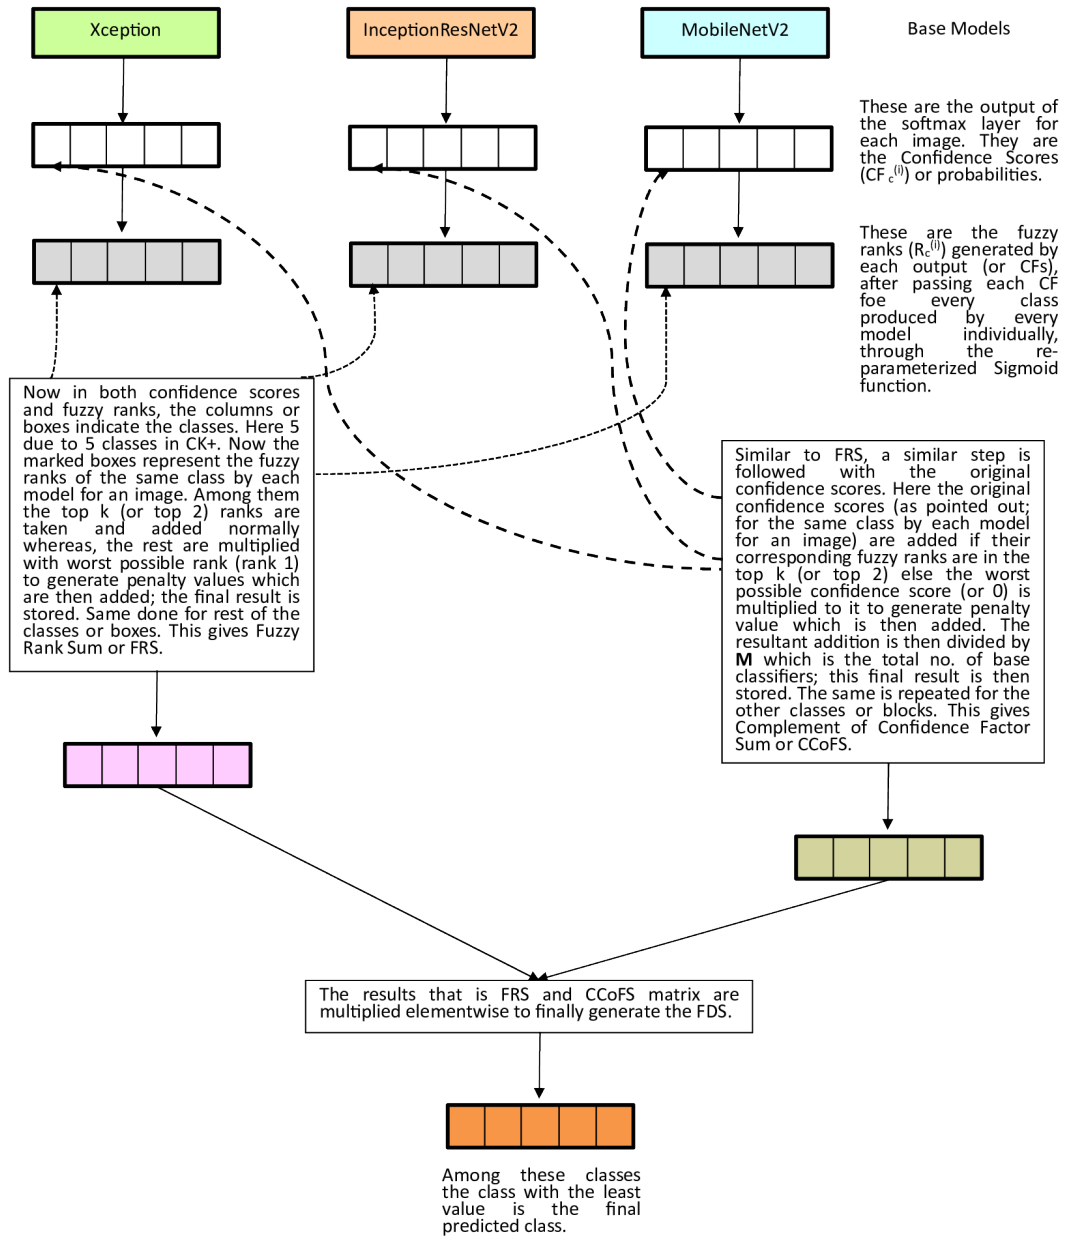 Xception
InceptionResNetV2
MobileNetV2
Base Models
These are the output of
the softmax layer for
each image. They are
the Confidence Scores
(CF c(i)) or probabilities.
These are the fuzzy
ranks (Rc(i)) generated by
each output (or CFs),
after passing each CF
foe every class
produced by every
model individually,
through the re-
parameterized Sigmoid
function.
Now in both confidence scores
and fuzzy ranks, the columns or
boxes indicate the classes. Here 5
due to 5 classes in CK+. Now the
marked boxes represent the fuzzy
ranks of the same class by each
model for an image. Among them
the top k (or top 2) ranks are
taken and added normally
whereas, the rest are multiplied
with worst possible rank (rank 1)
to generate penalty values which
are then added; the final result is
stored. Same done for rest of the
classes or boxes. This gives Fuzzy
Rank Sum or FRS.
Similar to FRS, a similar step is
followed with the original
confidence scores. Here the original
confidence scores (as pointed out;
for the same class by each model
for an image) are added if their
corresponding fuzzy ranks are in the
top k (or top 2) else the worst
possible confidence score (or 0) is
multiplied to it to generate penalty
value which is then added. The
resultant addition is then divided by
M which is the total no. of base
classifiers; this final result is then
stored. The same is repeated for the
other classes or blocks. This gives
Complement of Confidence Factor
Sum or CCoFS.
The results that is FRS and CCoFS matrix are
multiplied elementwise to finally generate the FDS.
Among these classes
the class with the least
value is the final
predicted class.